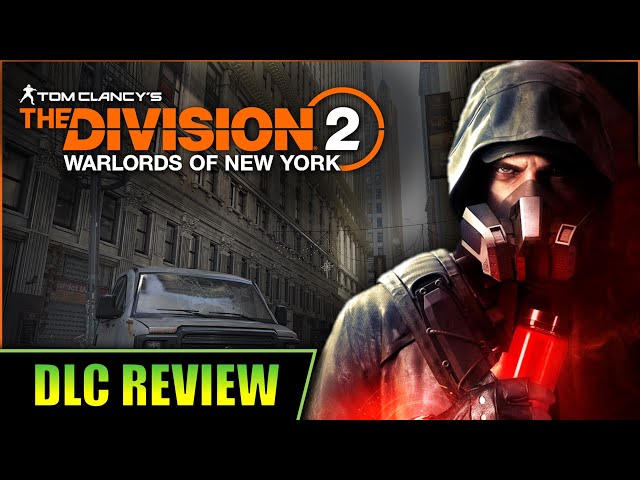 TOM CLANCY'S
THE DIVISION 2
WARLORDS OF NEW YORK
DLC REVIEW